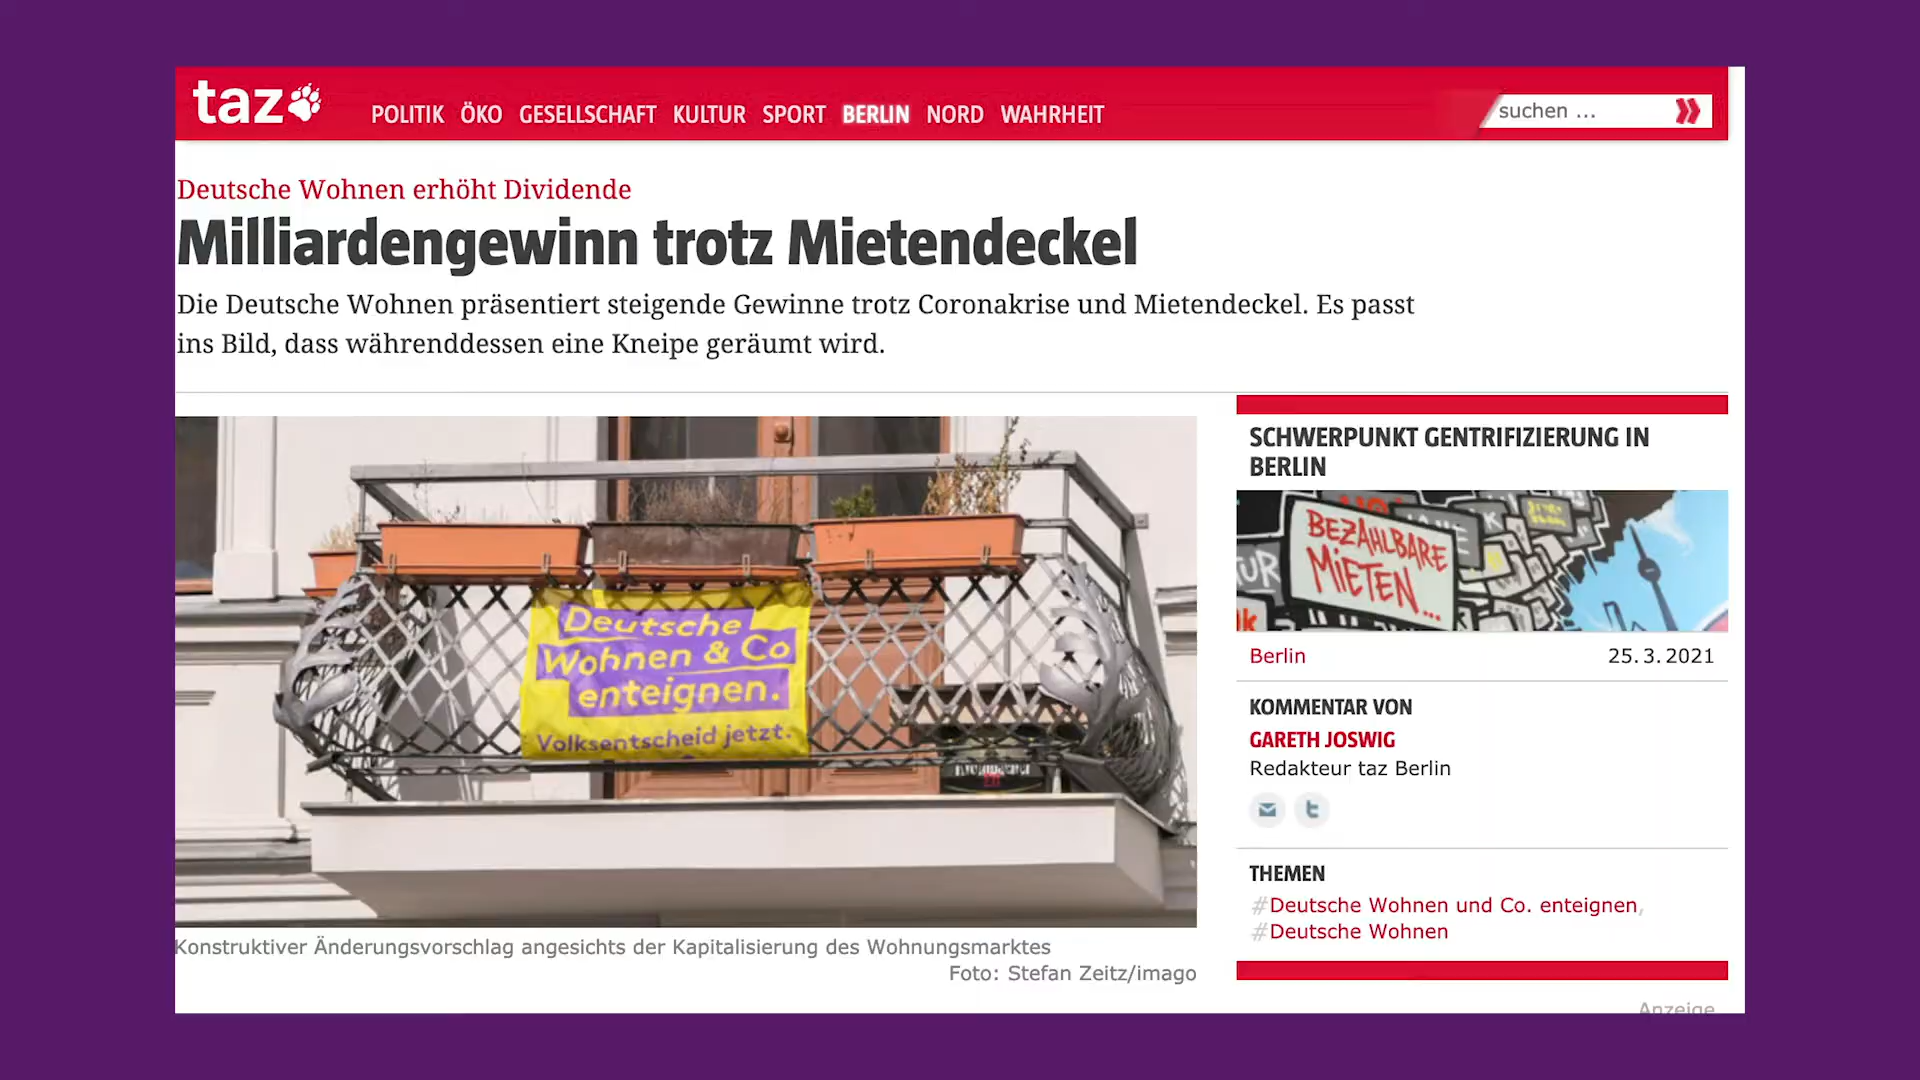 taz
POLITIK ÖKO GESELLSCHAFT KULTUR SPORT BERLIN NORD WAHRHEIT
suchen ...
Deutsche Wohnen erhöht Dividende
Milliardengewinn trotz Mietendeckel
Die Deutsche Wohnen präsentiert steigende Gewinne trotz Coronakrise und Mietendeckel. Es passt
ins Bild, dass währenddessen eine Kneipe geräumt wird.
Deutsche
Wohnen & Co
enteignen.
Volksentscheid jetzt.
Konstruktiver Änderungsvorschlag angesichts der Kapitalisierung des Wohnungsmarktes
Foto: Stefan Zeitz/imago
SCHWERPUNKT GENTRIFIZIERUNG IN
BERLIN
BEZAHLBARE
MiETEN...
Berlin 25.3.2021
KOMMENTAR VON
GARETH JOSWIG
Redakteur taz Berlin
THEMEN
#Deutsche Wohnen und Co. enteignen,
#Deutsche Wohnen
Anzeige